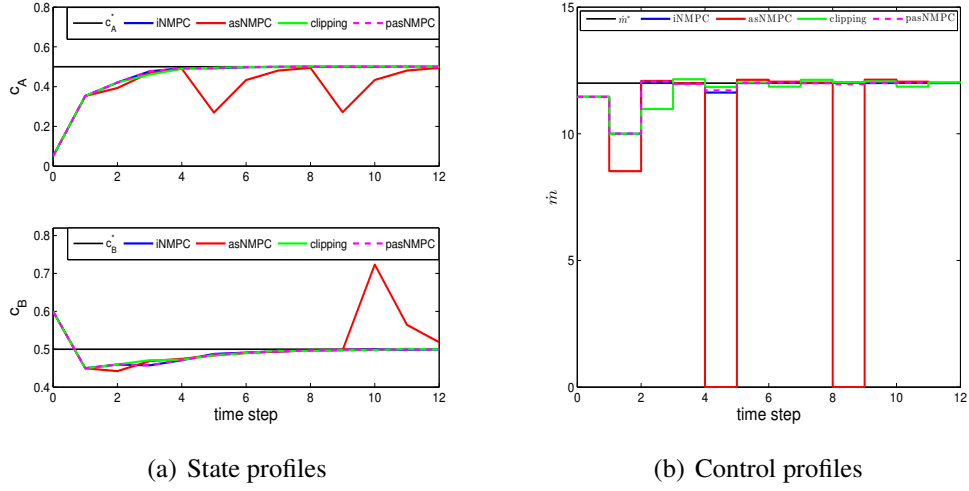 0.8
0.6
0.4
0.2
0
c_A
c_A^* iNMPC asNMPC clipping pasNMPC
0 2 4 6 8 10 12
0.8
0.7
0.6
0.5
0.4
c_B
c_B^* iNMPC asNMPC clipping pasNMPC
0 2 4 6 8 10 12
time step
(a) State profiles
15
10
5
0
ṁ
ṁ* iNMPC asNMPC clipping pasNMPC
0 2 4 6 8 10 12
time step
(b) Control profiles